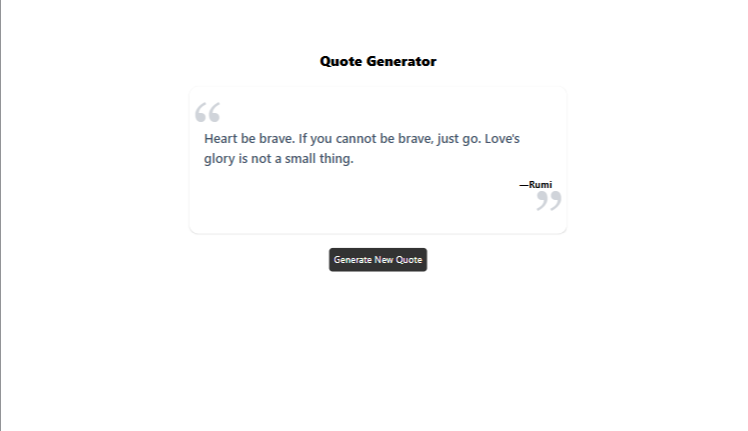 Quote Generator
“
Heart be brave. If you cannot be brave, just go. Love's
glory is not a small thing.
—Rumi
”
Generate New Quote